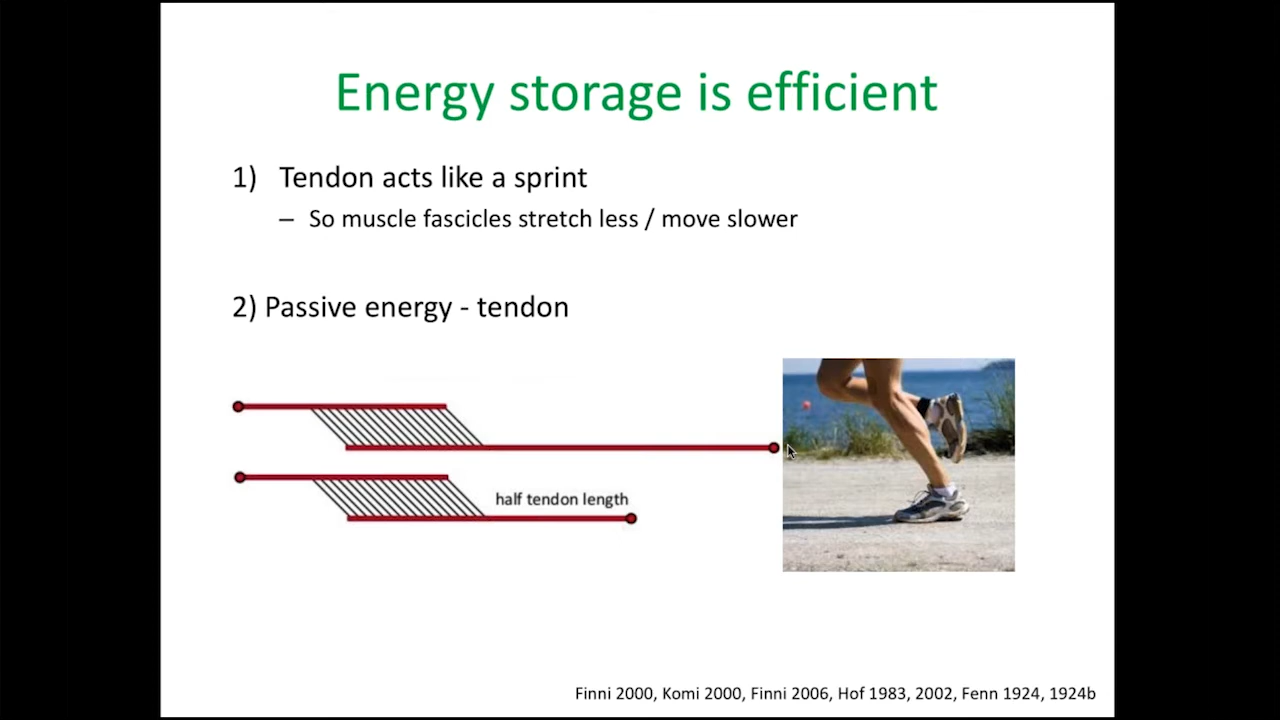 Energy storage is efficient
1) Tendon acts like a sprint
– So muscle fascicles stretch less / move slower
2) Passive energy - tendon
half tendon length
Finni 2000, Komi 2000, Finni 2006, Hof 1983, 2002, Fenn 1924, 1924b